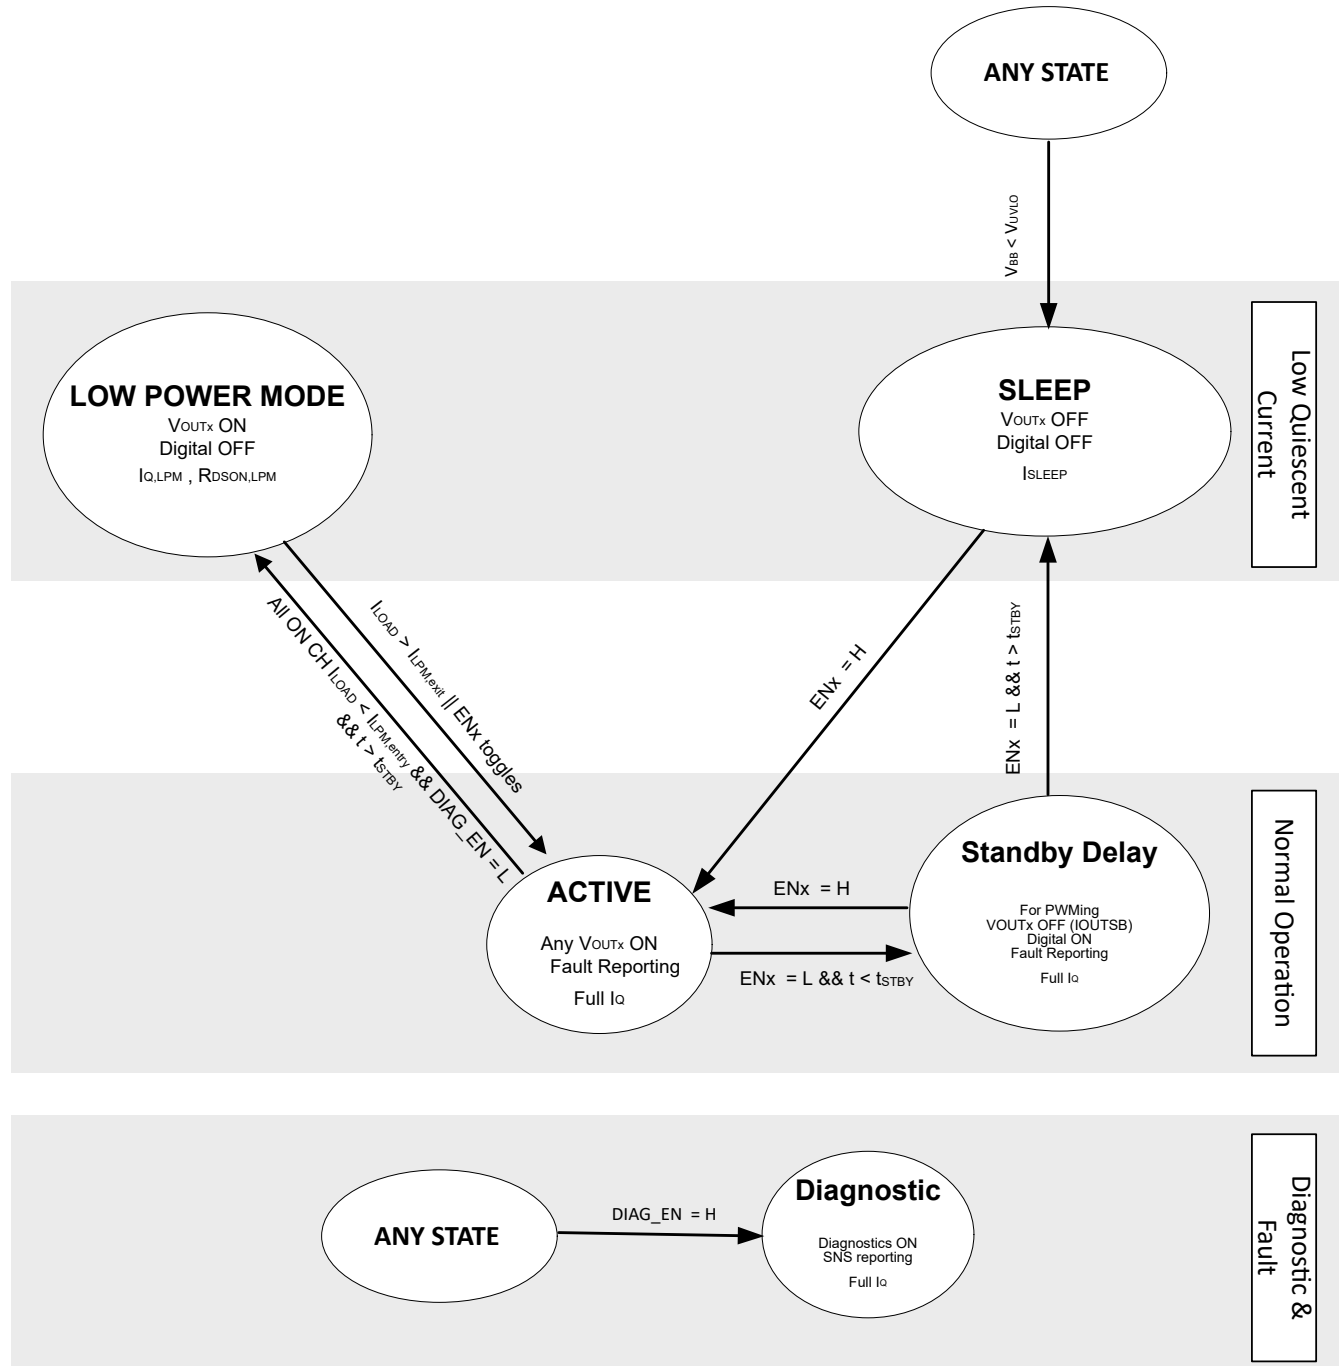 ANY STATE
VBB < VUVLO
Low Quiescent
Current
LOW POWER MODE
VOUTx ON
Digital OFF
IQ,LPM , RDSON,LPM
SLEEP
VOUTx OFF
Digital OFF
ISLEEP
ILOAD > ILPM,exit || ENx toggles
All ON CH ILOAD < ILPM,entry && DIAG_EN = L
&& t > tSTBY
ENx = H
ENx = L && t > tSTBY
Normal Operation
ACTIVE
Any VOUTx ON
Fault Reporting
Full IQ
ENx = H
ENx = L && t < tSTBY
Standby Delay
For PWMing
VOUTx OFF (IOUTSB)
Digital ON
Fault Reporting
Full IQ
Diagnostic &
Fault
ANY STATE
DIAG_EN = H
Diagnostic
Diagnostics ON
SNS reporting
Full IQ